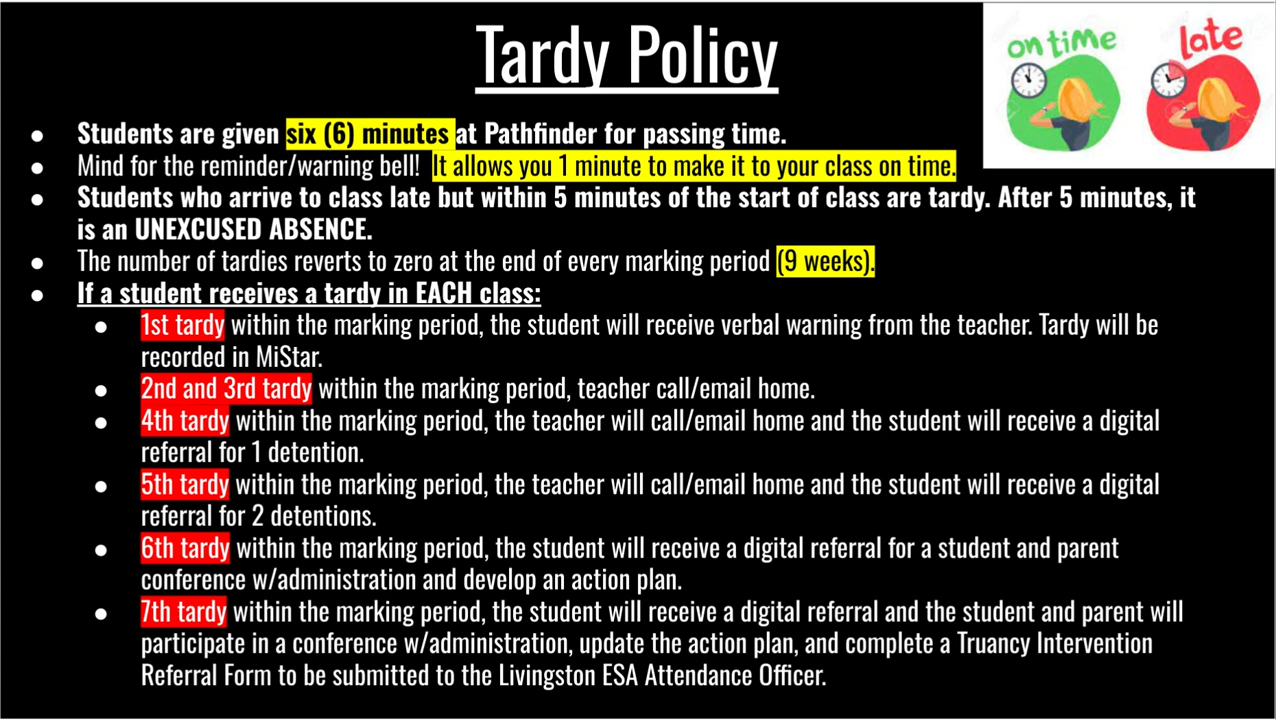 Tardy Policy
on time
late
● Students are given six (6) minutes at Pathfinder for passing time.
● Mind for the reminder/warning bell! It allows you 1 minute to make it to your class on time.
● Students who arrive to class late but within 5 minutes of the start of class are tardy. After 5 minutes, it
is an UNEXCUSED ABSENCE.
● The number of tardies reverts to zero at the end of every marking period (9 weeks).
● If a student receives a tardy in EACH class:
● 1st tardy within the marking period, the student will receive verbal warning from the teacher. Tardy will be
recorded in MiStar.
● 2nd and 3rd tardy within the marking period, teacher call/email home.
● 4th tardy within the marking period, the teacher will call/email home and the student will receive a digital
referral for 1 detention.
● 5th tardy within the marking period, the teacher will call/email home and the student will receive a digital
referral for 2 detentions.
● 6th tardy within the marking period, the student will receive a digital referral for a student and parent
conference w/administration and develop an action plan.
● 7th tardy within the marking period, the student will receive a digital referral and the student and parent will
participate in a conference w/administration, update the action plan, and complete a Truancy Intervention
Referral Form to be submitted to the Livingston ESA Attendance Officer.